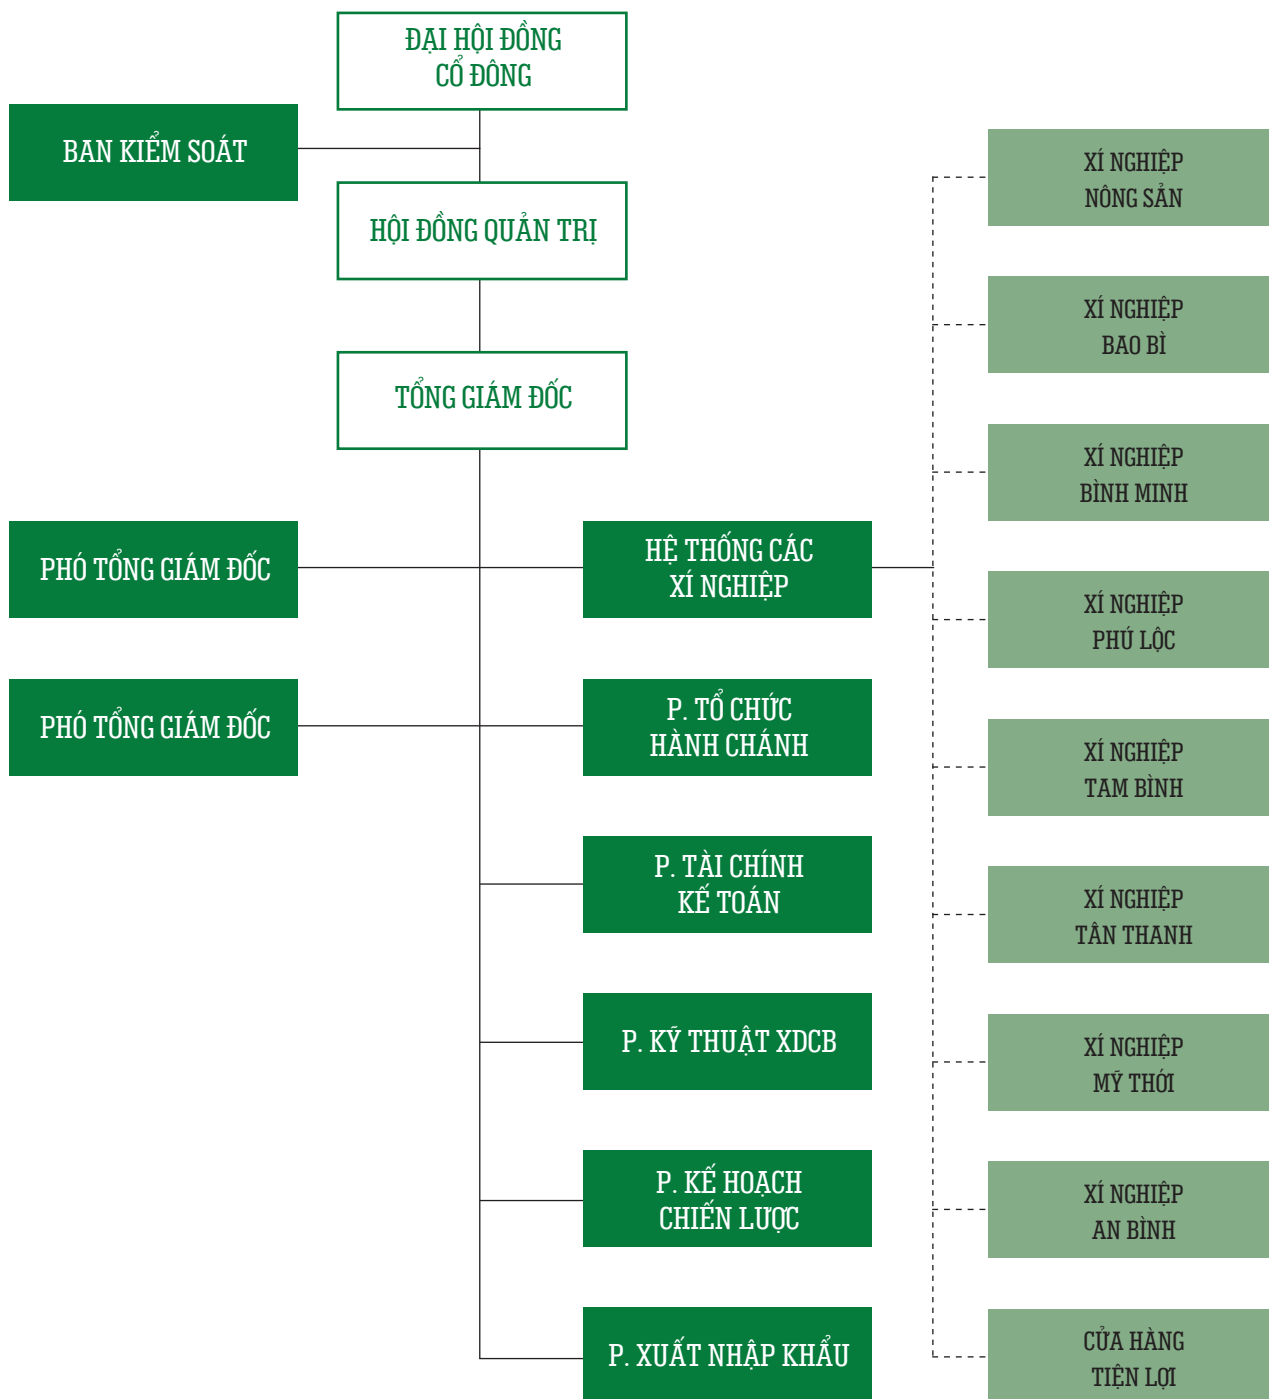 ĐẠI HỘI ĐỒNG
CỔ ĐÔNG
BAN KIỂM SOÁT
HỘI ĐỒNG QUẢN TRỊ
TỔNG GIÁM ĐỐC
PHÓ TỔNG GIÁM ĐỐC
PHÓ TỔNG GIÁM ĐỐC
HỆ THỐNG CÁC
XÍ NGHIỆP
P. TỔ CHỨC
HÀNH CHÁNH
P. TÀI CHÍNH
KẾ TOÁN
P. KỸ THUẬT XDCB
P. KẾ HOẠCH
CHIẾN LƯỢC
P. XUẤT NHẬP KHẨU
XÍ NGHIỆP
NÔNG SẢN
XÍ NGHIỆP
BAO BÌ
XÍ NGHIỆP
BÌNH MINH
XÍ NGHIỆP
PHÚ LỘC
XÍ NGHIỆP
TAM BÌNH
XÍ NGHIỆP
TÂN THANH
XÍ NGHIỆP
MỸ THỚI
XÍ NGHIỆP
AN BÌNH
CỬA HÀNG
TIỆN LỢI